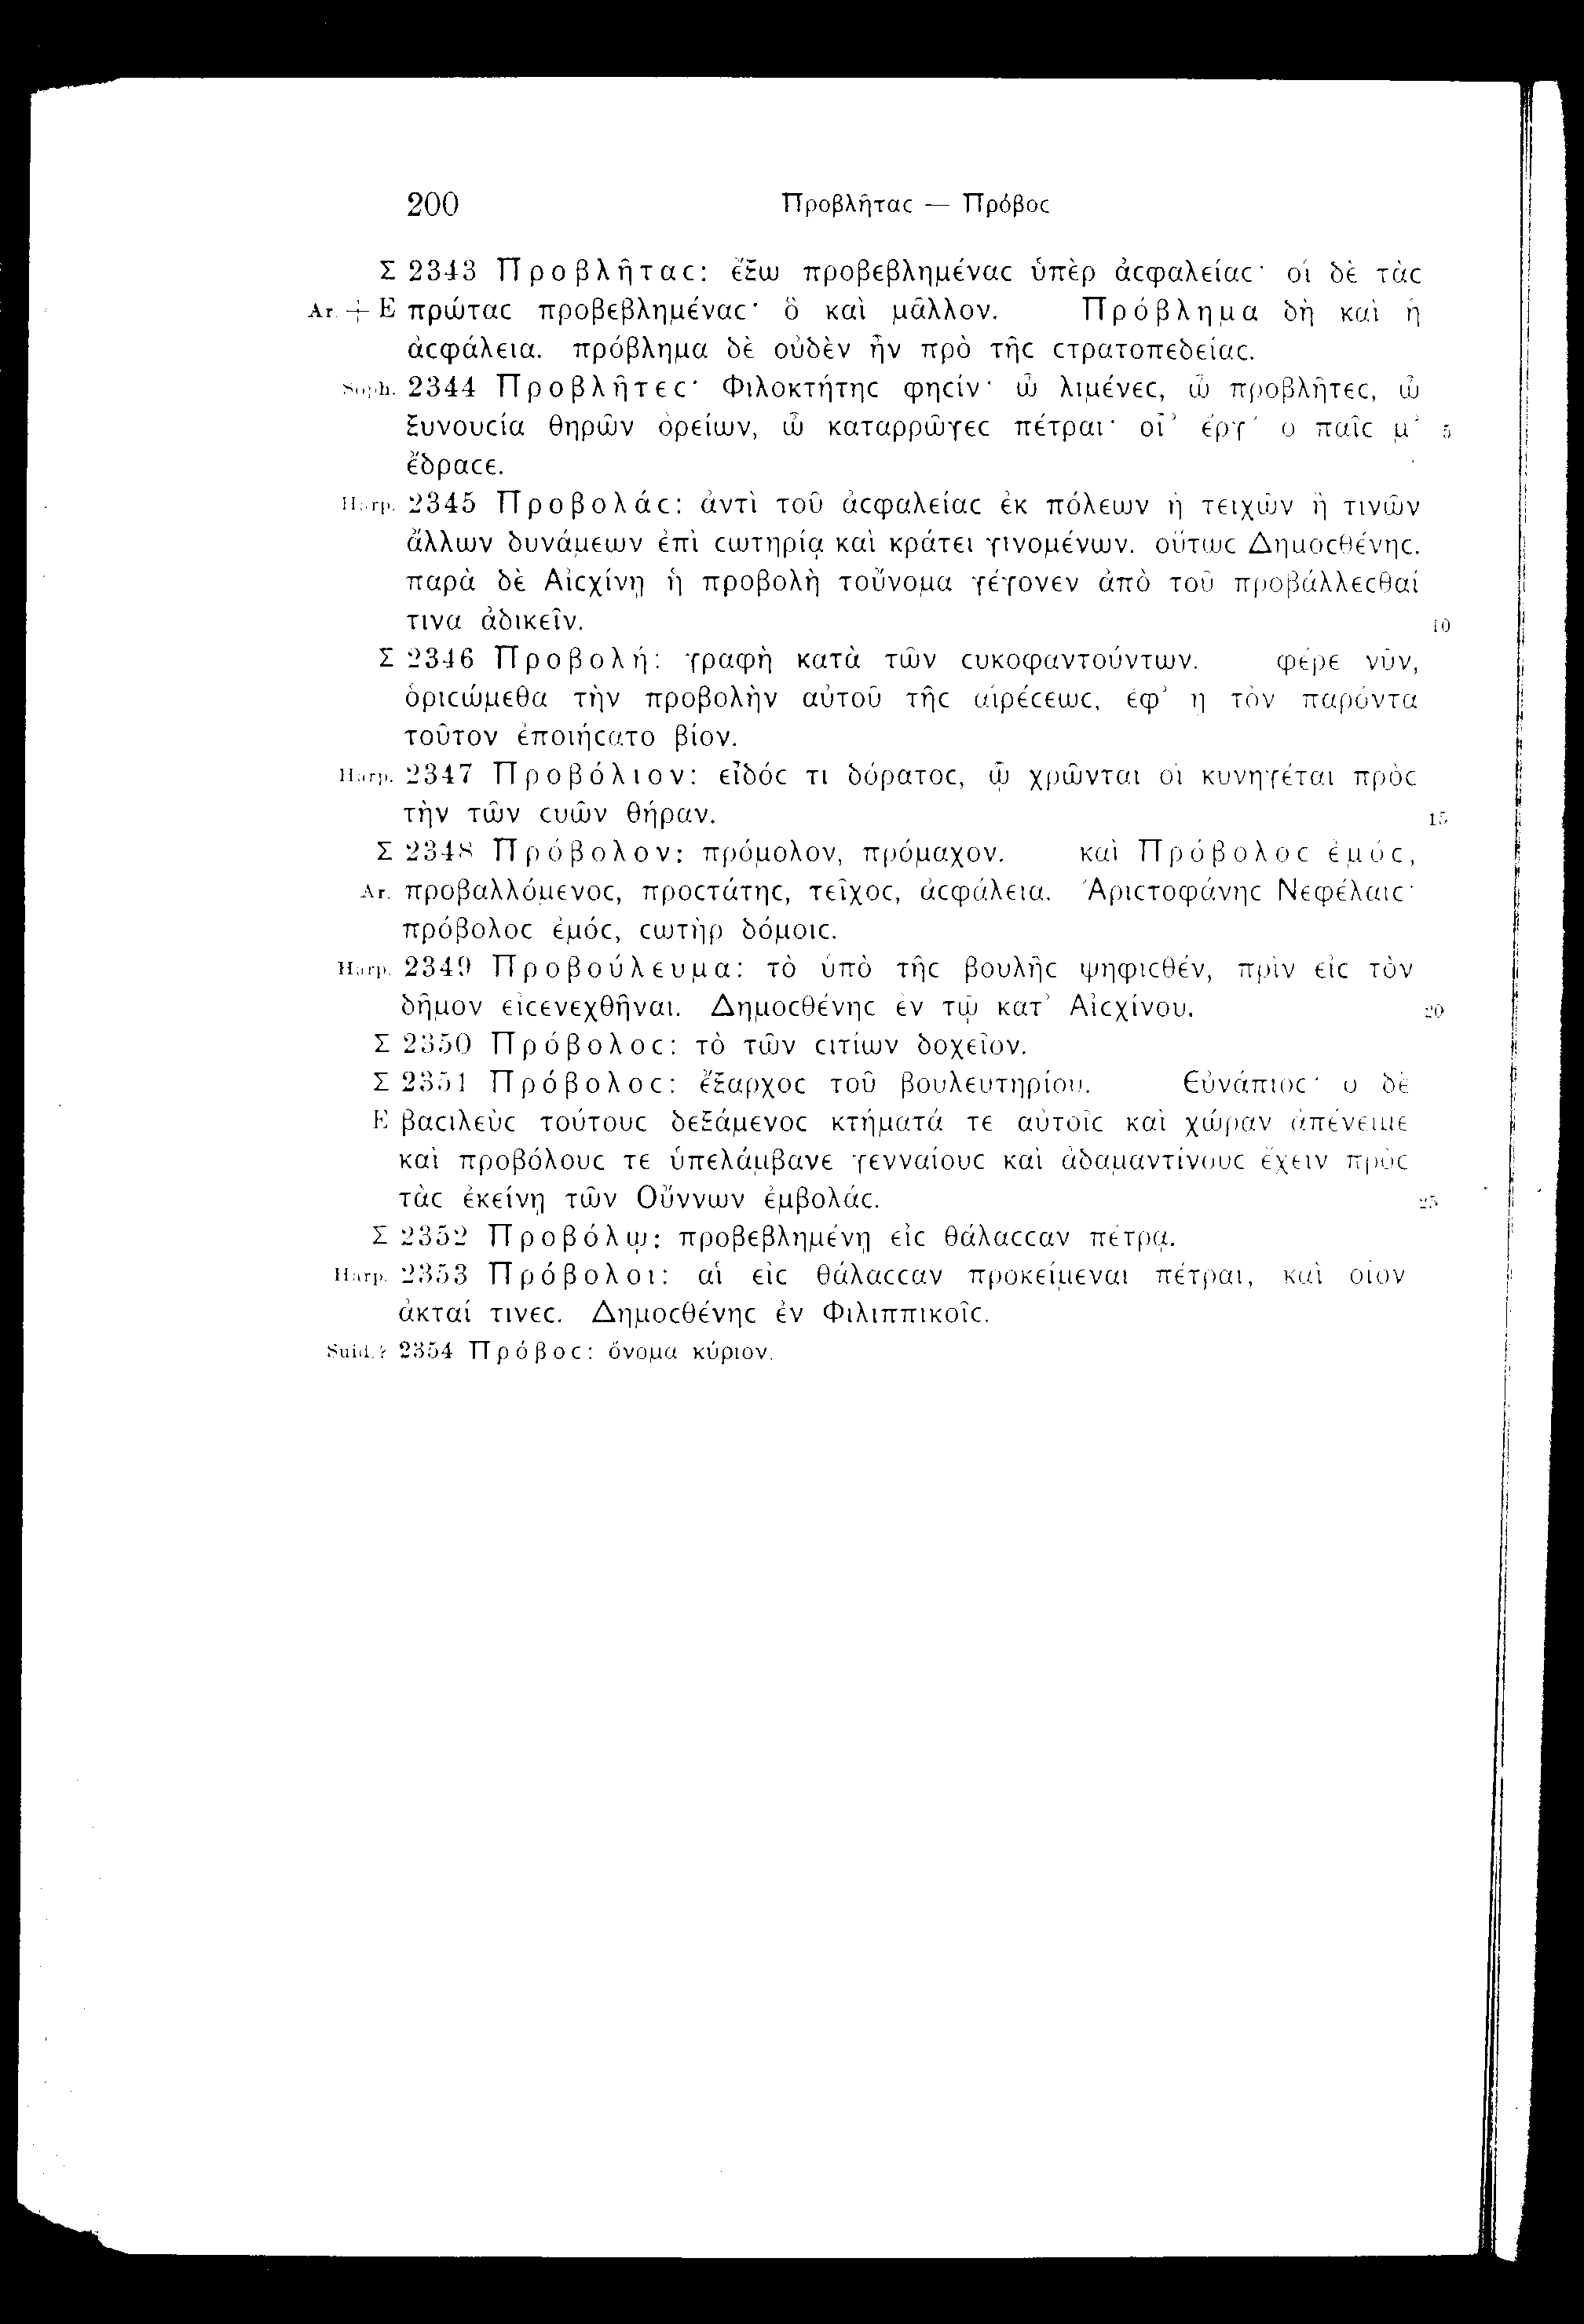 200 Προβλῆταϲ — Πρόβοϲ
Σ 2343 Προβλῆταϲ: ἔξω προβεβλημέναϲ ὑπὲρ ἀϲφαλείαϲ· οἱ δὲ τὰϲ
Ar. + E πρώταϲ προβεβλημέναϲ· ὃ καὶ μᾶλλον. Πρόβλημα δὴ καὶ ἡ
ἀϲφάλεια. πρόβλημα δὲ οὐδὲν ἦν πρὸ τῆϲ ϲτρατοπεδείαϲ.
Soph. 2344 Προβλῆτεϲ· Φιλοκτήτηϲ φηϲίν· ὦ λιμένεϲ, ὦ προβλῆτεϲ, ὦ
ξυνουϲία θηρῶν ὀρείων, ὦ καταρρῶγεϲ πέτραι· οἷ' ἔργ' ὁ παῖϲ μ' 5
ἔδραϲε.
Harp. 2345 Προβολάϲ: ἀντὶ τοῦ ἀϲφαλείαϲ ἐκ πόλεων ἢ τειχῶν ἢ τινῶν
ἄλλων δυνάμεων ἐπὶ ϲωτηρίᾳ καὶ κράτει γινομένων. οὕτωϲ Δημοϲθένηϲ.
παρὰ δὲ Αἰϲχίνῃ ἡ προβολὴ τοὔνομα γέγονεν ἀπὸ τοῦ προβάλλεϲθαί
τινα ἀδικεῖν. 10
Σ 2346 Προβολή: γραφὴ κατὰ τῶν ϲυκοφαντούντων. φέρε νῦν,
ὁριϲώμεθα τὴν προβολὴν αὐτοῦ τῆϲ αἱρέϲεωϲ, ἐφ' ᾗ τὸν παρόντα
τοῦτον ἐποιήϲατο βίον.
Harp. 2347 Προβόλιον: εἶδόϲ τι δόρατοϲ, ᾧ χρῶνται οἱ κυνηγέται πρὸϲ
τὴν τῶν ϲυῶν θήραν. 15
Σ 2348 Πρόβολον: πρόμολον, πρόμαχον. καὶ Πρόβολοϲ ἐμόϲ,
Ar. προβαλλόμενοϲ, προϲτάτηϲ, τεῖχοϲ, ἀϲφάλεια. Ἀριϲτοφάνηϲ Νεφέλαιϲ·
πρόβολοϲ ἐμόϲ, ϲωτὴρ δόμοιϲ.
Harp. 2349 Προβούλευμα: τὸ ὑπὸ τῆϲ βουλῆϲ ψηφιϲθέν, πρὶν εἰϲ τὸν
δῆμον εἰϲενεχθῆναι. Δημοϲθένηϲ ἐν τῷ κατ' Αἰϲχίνου. 20
Σ 2350 Πρόβολοϲ: τὸ τῶν ϲιτίων δοχεῖον.
Σ 2351 Πρόβολοϲ: ἔξαρχοϲ τοῦ βουλευτηρίου. Εὐνάπιοϲ· ὁ δὲ
E βαϲιλεὺϲ τούτουϲ δεξάμενοϲ κτήματά τε αὐτοῖϲ καὶ χώραν ἀπένειμε
καὶ προβόλουϲ τε ὑπελάμβανε γενναίουϲ καὶ ἀδαμαντίνουϲ ἔχειν πρὸϲ
τὰϲ ἐκείνῃ τῶν Οὔννων ἐμβολάϲ. 25
Σ 2352 Προβόλῳ: προβεβλημένῃ εἰϲ θάλαϲϲαν πέτρᾳ.
Harp. 2353 Πρόβολοι: αἱ εἰϲ θάλαϲϲαν προκείμεναι πέτραι, καὶ οἷον
ἀκταί τινεϲ. Δημοϲθένηϲ ἐν Φιλιππικοῖϲ.
Suid.? 2354 Πρόβοϲ: ὄνομα κύριον.